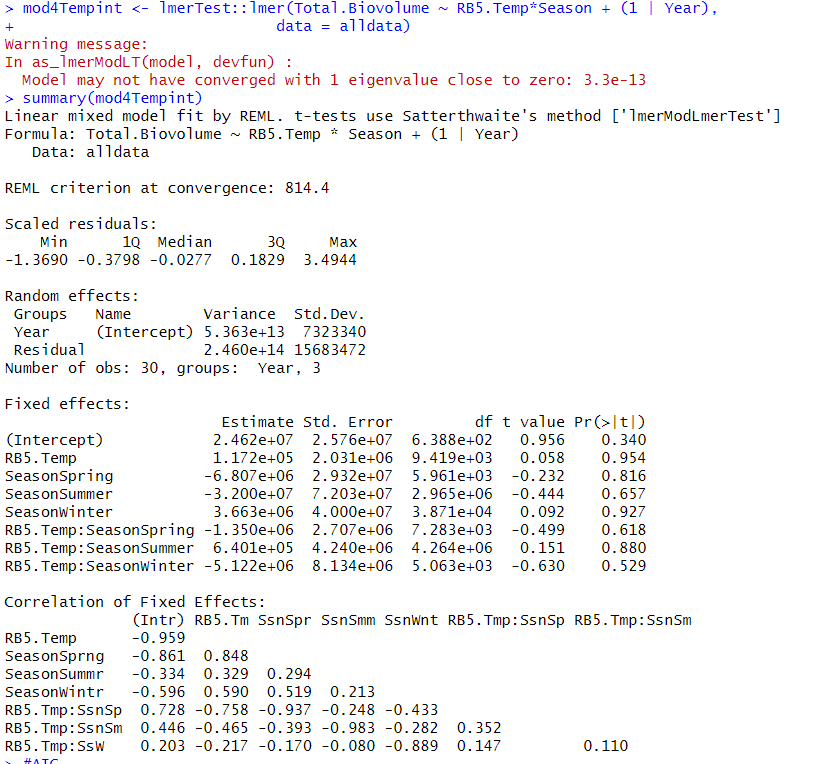 > mod4Tempint <- lmerTest::lmer(Total.Biovolume ~ RB5.Temp*Season + (1 | Year),
+                               data = alldata)
Warning message:
In as_lmerModLT(model, devfun) :
  Model may not have converged with 1 eigenvalue close to zero: 3.3e-13
> summary(mod4Tempint)
Linear mixed model fit by REML. t-tests use Satterthwaite's method ['lmerModLmerTest']
Formula: Total.Biovolume ~ RB5.Temp * Season + (1 | Year)
   Data: alldata

REML criterion at convergence: 814.4

Scaled residuals:
    Min      1Q  Median      3Q     Max
-1.3690 -0.3798 -0.0277  0.1829  3.4944

Random effects:
 Groups   Name        Variance  Std.Dev.
 Year     (Intercept) 5.363e+13  7323340
 Residual             2.460e+14 15683472
Number of obs: 30, groups:  Year, 3

Fixed effects:
                        Estimate Std. Error         df t value Pr(>|t|)
(Intercept)            2.462e+07  2.576e+07  6.388e+02   0.956    0.340
RB5.Temp               1.172e+05  2.031e+06  9.419e+03   0.058    0.954
SeasonSpring          -6.807e+06  2.932e+07  5.961e+03  -0.232    0.816
SeasonSummer          -3.200e+07  7.203e+07  2.965e+06  -0.444    0.657
SeasonWinter           3.663e+06  4.000e+07  3.871e+04   0.092    0.927
RB5.Temp:SeasonSpring -1.350e+06  2.707e+06  7.283e+03  -0.499    0.618
RB5.Temp:SeasonSummer  6.401e+05  4.240e+06  4.264e+06   0.151    0.880
RB5.Temp:SeasonWinter -5.122e+06  8.134e+06  5.063e+03  -0.630    0.529

Correlation of Fixed Effects:
            (Intr) RB5.Tm SsnSpr SsnSmm SsnWnt RB5.Tmp:SsnSp RB5.Tmp:SsnSm
RB5.Temp    -0.959
SeasonSprng -0.861  0.848
SeasonSummr -0.334  0.329  0.294
SeasonWintr -0.596  0.590  0.519  0.213
RB5.Tmp:SsnSp  0.728 -0.758 -0.937 -0.248 -0.433
RB5.Tmp:SsnSm  0.446 -0.465 -0.393 -0.983 -0.282  0.352
RB5.Tmp:SsW  0.203 -0.217 -0.170 -0.080 -0.889  0.147         0.110
> #AIC